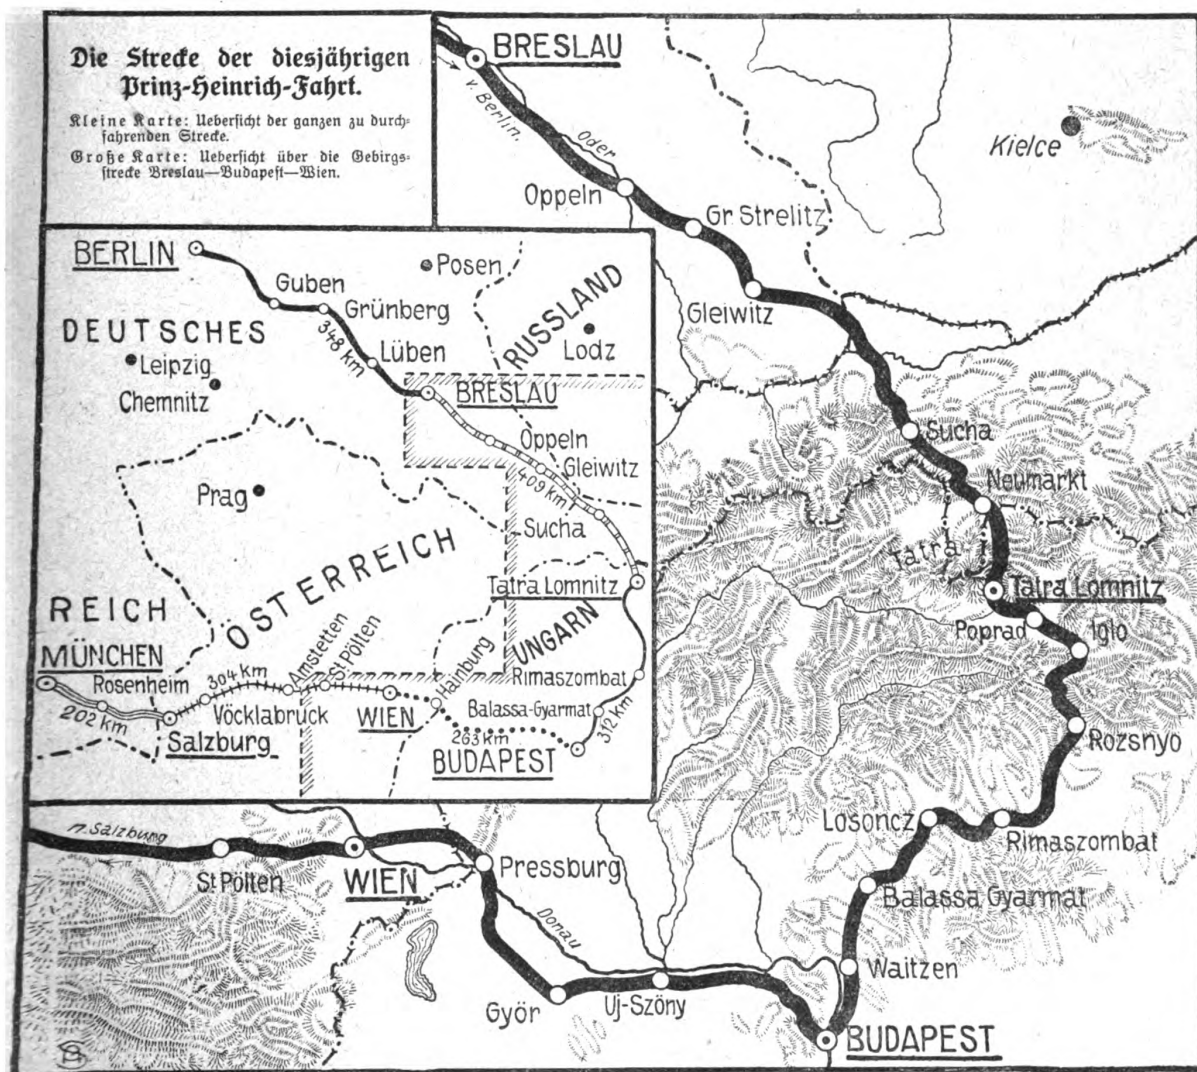 Die Strecke der diesjährigen
Prinz-Heinrich-Fahrt.
Kleine Karte: Uebersicht der ganzen zu durch-
fahrenden Strecke.
Große Karte: Uebersicht über die Gebirgs-
strecke Breslau—Budapest—Wien.
BRESLAU
v. Berlin.
Oder
Kielce
Oppeln
Gr. Strelitz
Gleiwitz
Sucha
Neumarkt
Tatra
Tatra Lomnitz
Poprad
Iglo
Rozsnyo
Losoncz
Rimaszombat
Balassa Gyarmat
Waitzen
BUDAPEST
Uj-Szöny
Györ
Donau
Pressburg
WIEN
St. Pölten
n. Salzburg
BERLIN
Posen
Guben
Grünberg
RUSSLAND
DEUTSCHES
348 km
Lüben
Lodz
Leipzig
Chemnitz
BRESLAU
Oppeln
Gleiwitz
409 km
Prag
Sucha
ÖSTERREICH
Tatra Lomnitz
REICH
UNGARN
MÜNCHEN
Rosenheim
304 km
Amstetten
St. Pölten
Hainburg
Rimaszombat
202 km
Vöcklabruck
WIEN
Balassa-Gyarmat
312 km
Salzburg
263 km
BUDAPEST